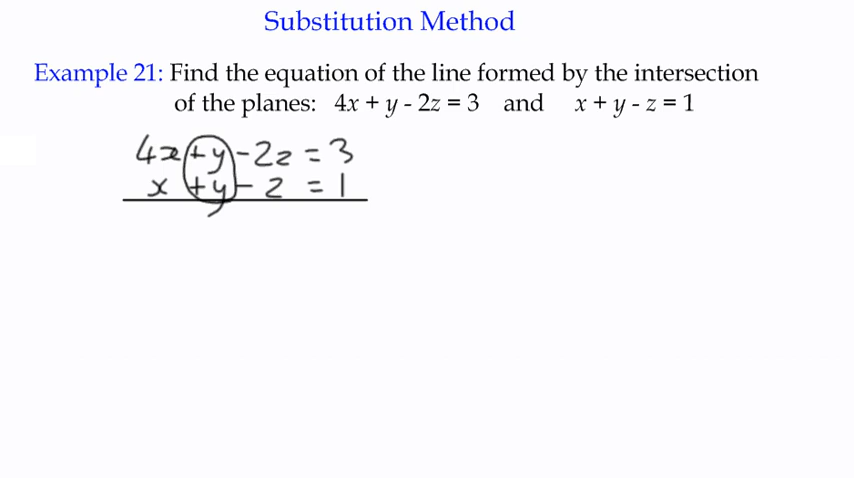 Substitution Method
Example 21: Find the equation of the line formed by the intersection
of the planes: 4x + y - 2z = 3 and x + y - z = 1
4x + y - 2z = 3
x + y - z = 1